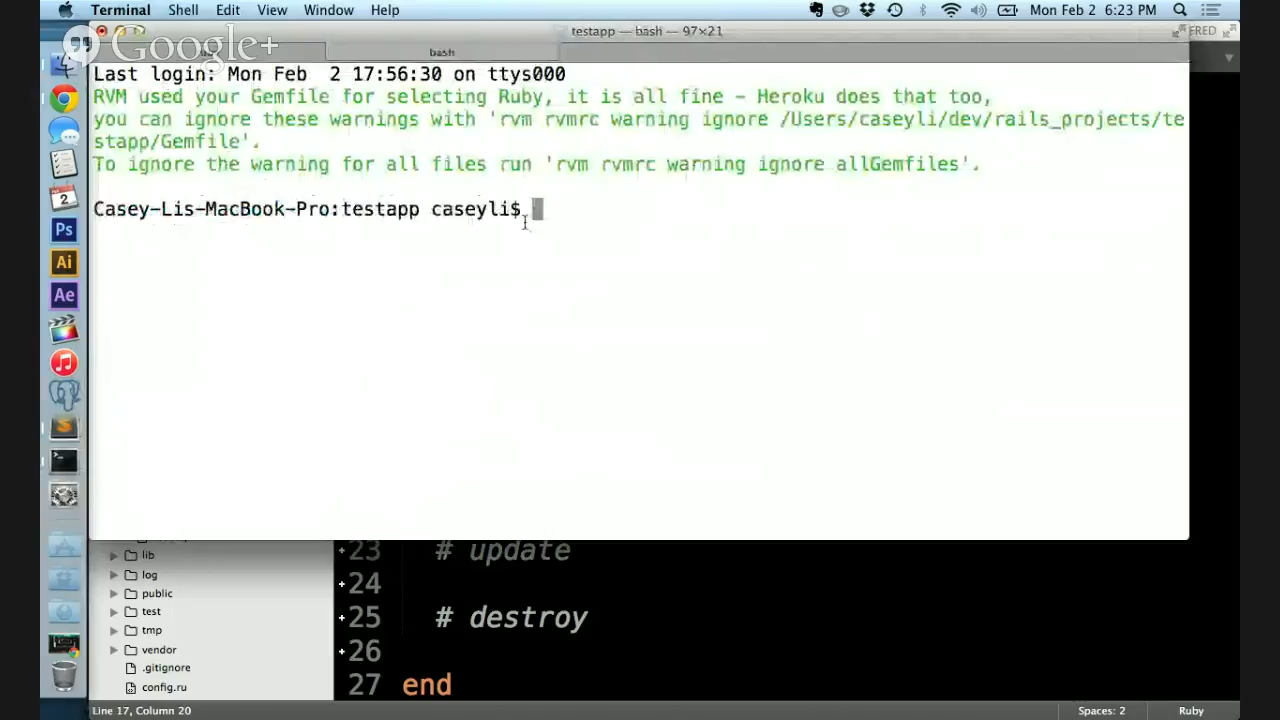 Terminal Shell Edit View Window Help Mon Feb 2 6:23 PM
Google+
testapp — bash — 97×21
bash
Last login: Mon Feb 2 17:56:30 on ttys000
RVM used your Gemfile for selecting Ruby, it is all fine - Heroku does that too,
you can ignore these warnings with 'rvm rvmrc warning ignore /Users/caseyli/dev/rails_projects/te
stapp/Gemfile'.
To ignore the warning for all files run 'rvm rvmrc warning ignore allGemfiles'.
Casey-Lis-MacBook-Pro:testapp caseyli$
2
Ps
Ai
Ae
lib
log
public
test
tmp
vendor
.gitignore
config.ru
23 # update
24
25 # destroy
26
27 end
Line 17, Column 20
Spaces: 2
Ruby